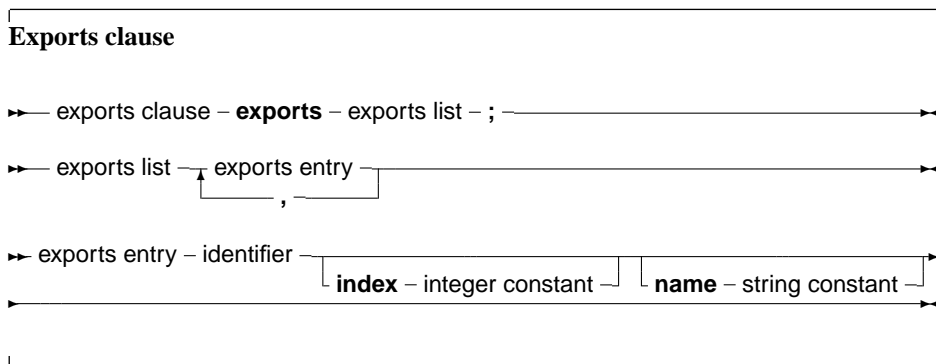 Exports clause
exports clause – exports – exports list – ; –
exports list – exports entry –
, –
exports entry – identifier –
index – integer constant – name – string constant –